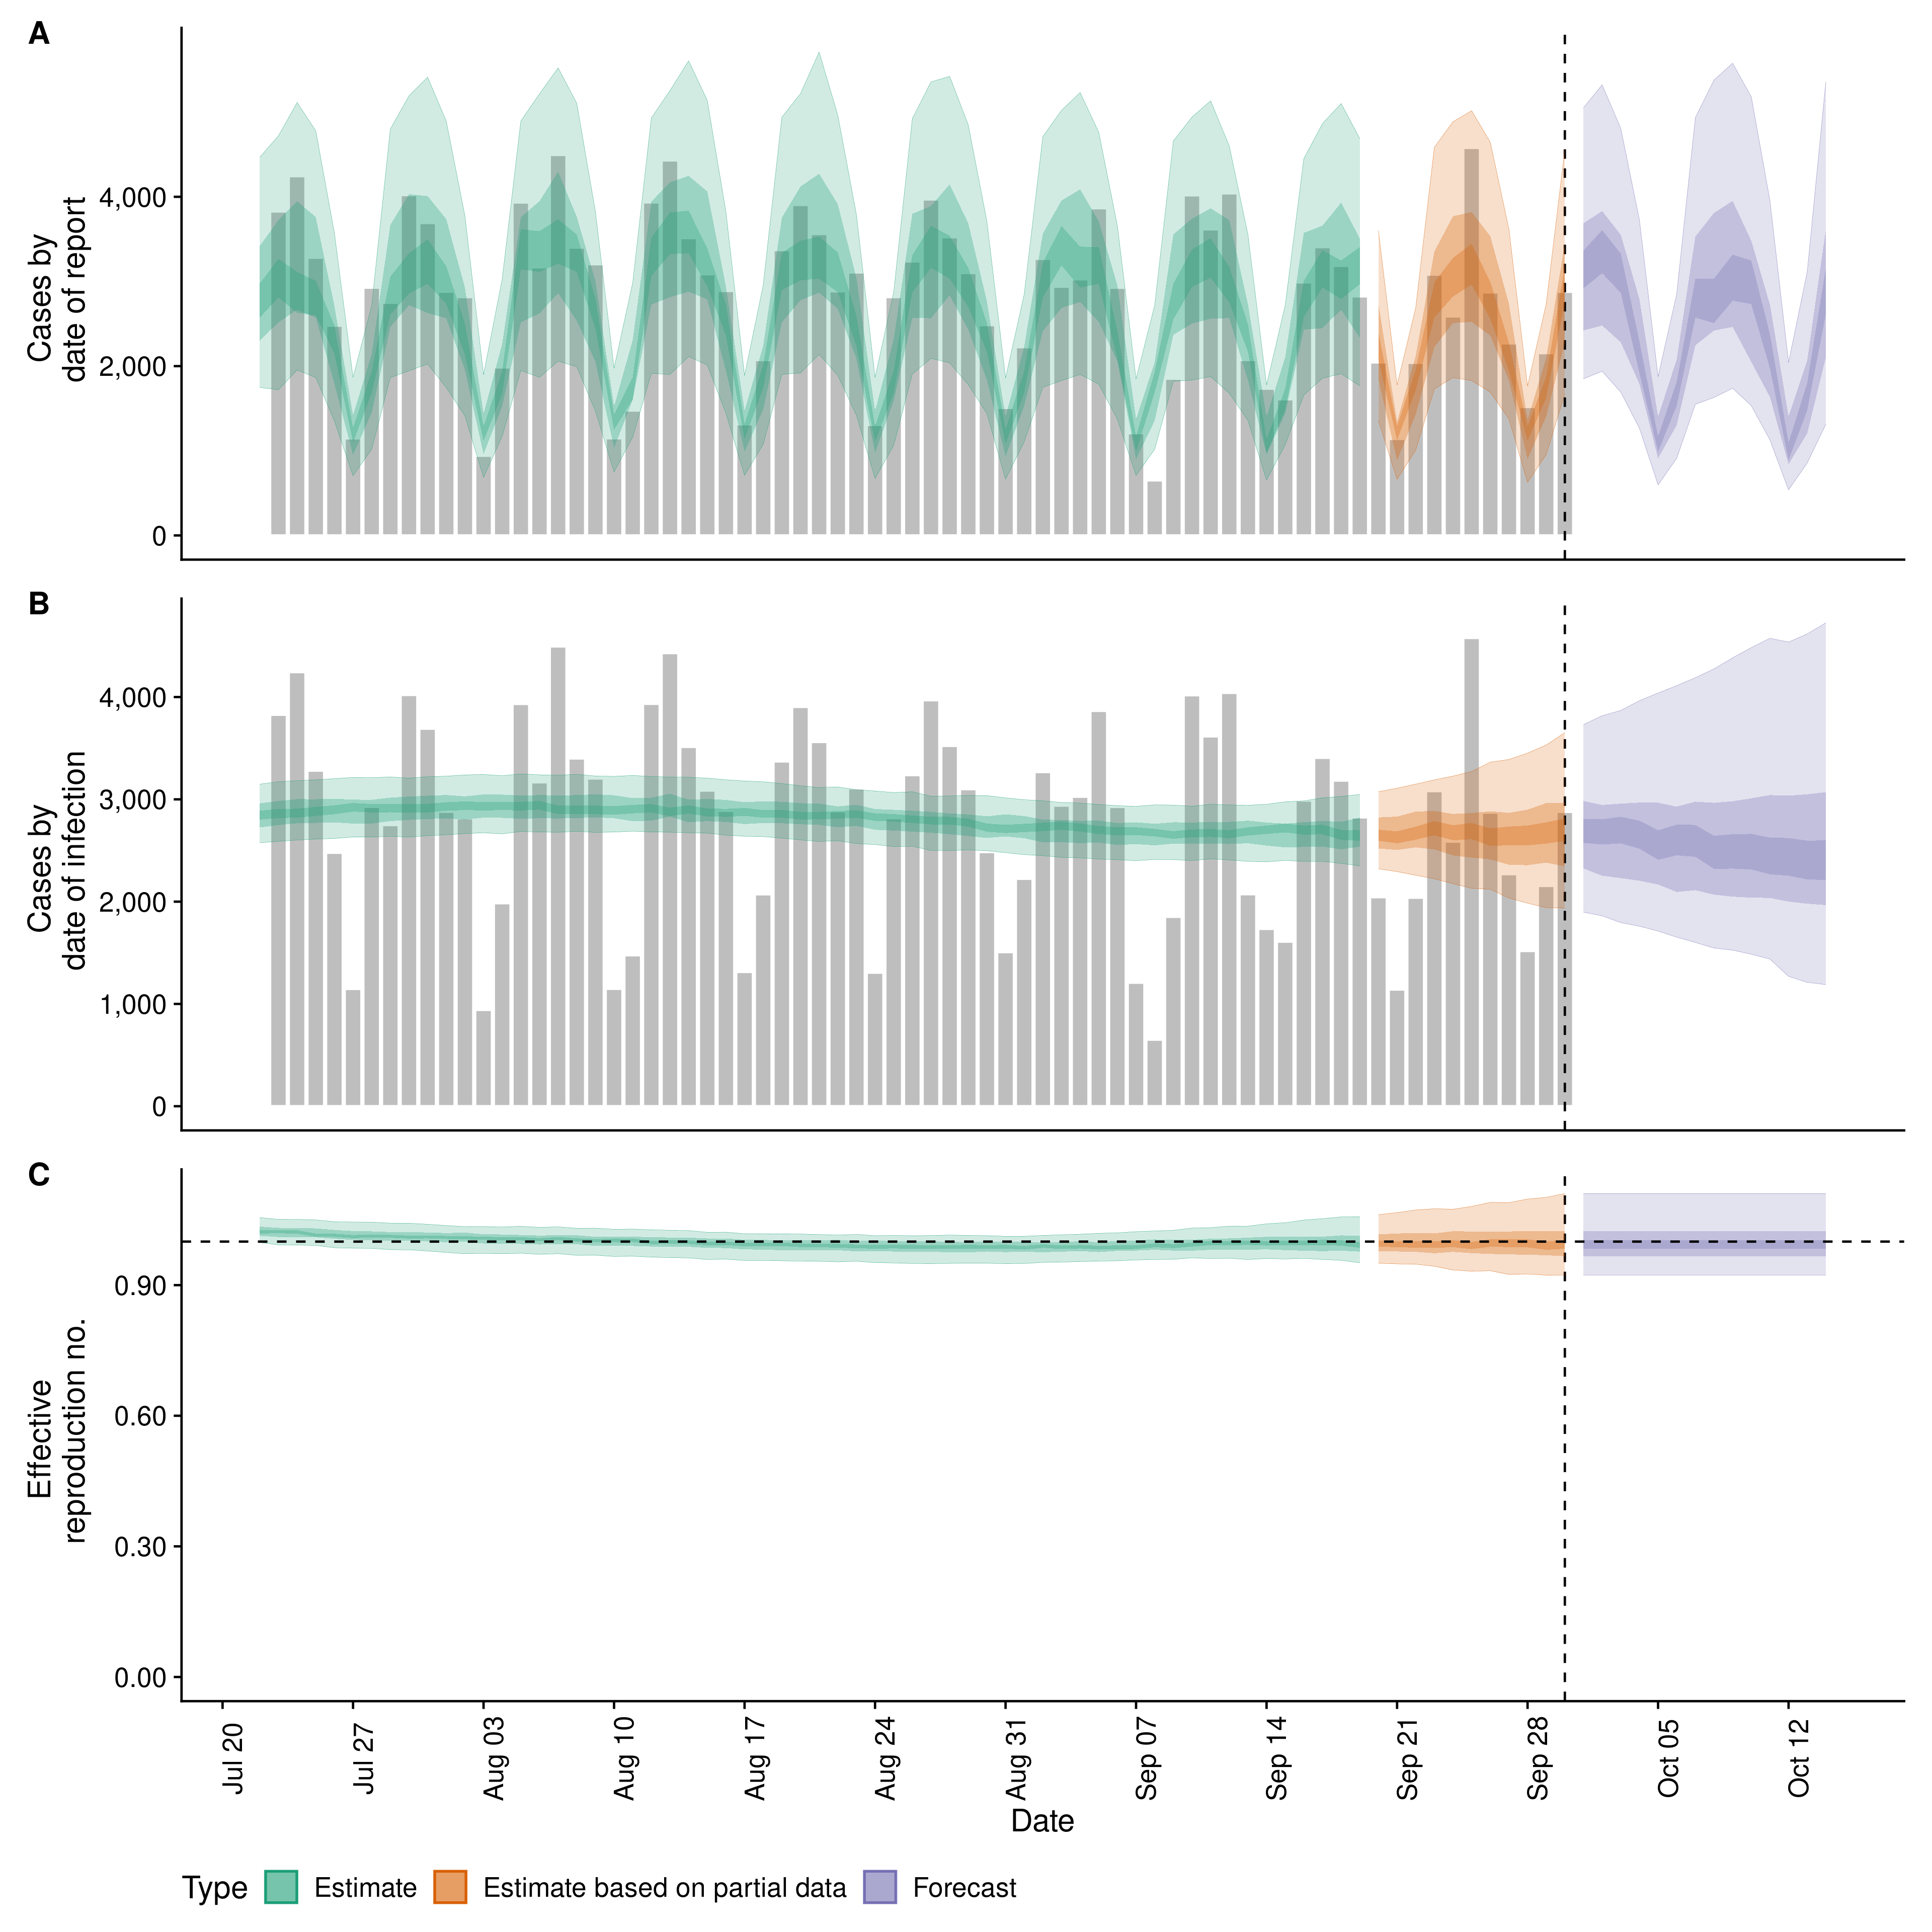 A
Cases by
date of report
4,000
2,000
0
B
Cases by
date of infection
4,000
3,000
2,000
1,000
0
C
Effective
reproduction no.
0.90
0.60
0.30
0.00
Jul 20
Jul 27
Aug 03
Aug 10
Aug 17
Aug 24
Aug 31
Sep 07
Sep 14
Sep 21
Sep 28
Oct 05
Oct 12
Date
Type Estimate Estimate based on partial data Forecast